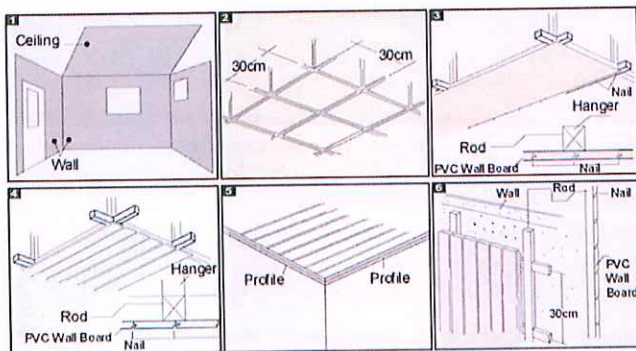 1
Ceiling
Wall
2
30cm
30cm
3
Nail
Hanger
Rod
PVC Wall Board
Nail
4
Hanger
Rod
PVC Wall Board
Nail
5
Profile
Profile
6
Wall
Rod
Nail
PVC
Wall
Board
30cm